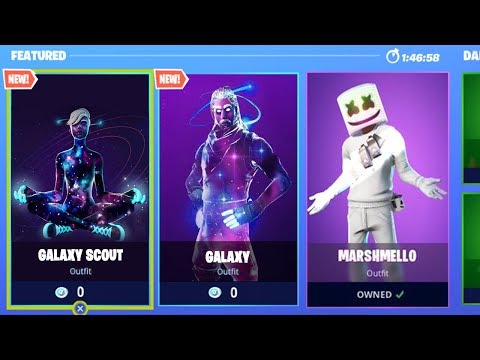 FEATURED
1:46:58
DA
NEW!
NEW!
GALAXY SCOUT
Outfit
0
GALAXY
Outfit
0
MARSHMELLO
Outfit
OWNED ✓